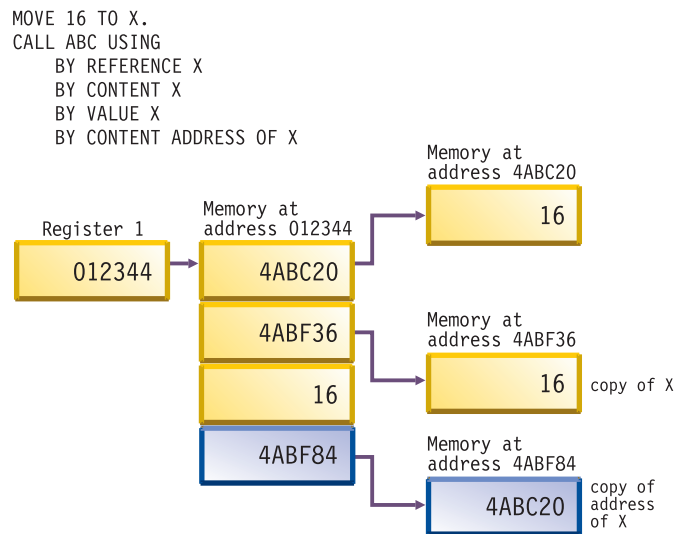 MOVE 16 TO X.
CALL ABC USING
BY REFERENCE X
BY CONTENT X
BY VALUE X
BY CONTENT ADDRESS OF X
Register 1
012344
Memory at
address 012344
4ABC20
4ABF36
16
4ABF84
Memory at
address 4ABC20
16
Memory at
address 4ABF36
16
copy of X
Memory at
address 4ABF84
4ABC20
copy of
address
of X